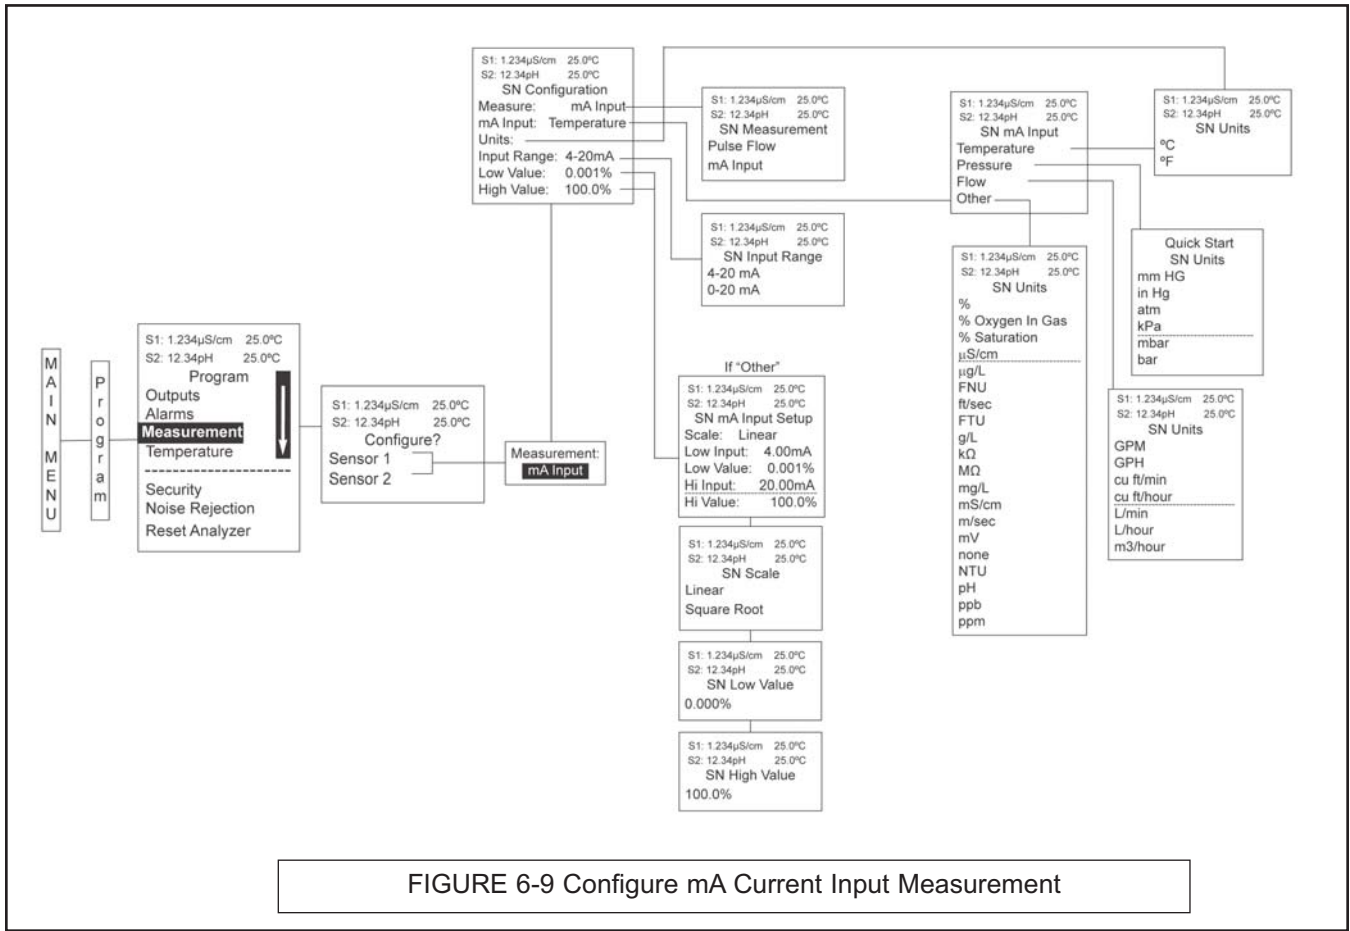 MAIN MENU
Program
S1: 1.234µS/cm 25.0ºC
S2: 12.34pH 25.0ºC
Program
Outputs
Alarms
Measurement
Temperature
Security
Noise Rejection
Reset Analyzer
S1: 1.234µS/cm 25.0ºC
S2: 12.34pH 25.0ºC
Configure?
Sensor 1
Sensor 2
Measurement:
mA Input
S1: 1.234µS/cm 25.0ºC
S2: 12.34pH 25.0ºC
SN Configuration
Measure: mA Input
mA Input: Temperature
Units:
Input Range: 4-20mA
Low Value: 0.001%
High Value: 100.0%
S1: 1.234µS/cm 25.0ºC
S2: 12.34pH 25.0ºC
SN Measurement
Pulse Flow
mA Input
S1: 1.234µS/cm 25.0ºC
S2: 12.34pH 25.0ºC
SN Input Range
4-20 mA
0-20 mA
If “Other”
S1: 1.234µS/cm 25.0ºC
S2: 12.34pH 25.0ºC
SN mA Input Setup
Scale: Linear
Low Input: 4.00mA
Low Value: 0.001%
Hi Input: 20.00mA
Hi Value: 100.0%
S1: 1.234µS/cm 25.0ºC
S2: 12.34pH 25.0ºC
SN Scale
Linear
Square Root
S1: 1.234µS/cm 25.0ºC
S2: 12.34pH 25.0ºC
SN Low Value
0.000%
S1: 1.234µS/cm 25.0ºC
S2: 12.34pH 25.0ºC
SN High Value
100.0%
S1: 1.234µS/cm 25.0ºC
S2: 12.34pH 25.0ºC
SN mA Input
Temperature
Pressure
Flow
Other
S1: 1.234µS/cm 25.0ºC
S2: 12.34pH 25.0ºC
SN Units
%
% Oxygen In Gas
% Saturation
µS/cm
µg/L
FNU
ft/sec
FTU
g/L
kΩ
MΩ
mg/L
mS/cm
m/sec
mV
none
NTU
pH
ppb
ppm
S1: 1.234µS/cm 25.0ºC
S2: 12.34pH 25.0ºC
SN Units
ºC
ºF
Quick Start
SN Units
mm HG
in Hg
atm
kPa
mbar
bar
S1: 1.234µS/cm 25.0ºC
S2: 12.34pH 25.0ºC
SN Units
GPM
GPH
cu ft/min
cu ft/hour
L/min
L/hour
m3/hour
FIGURE 6-9 Configure mA Current Input Measurement